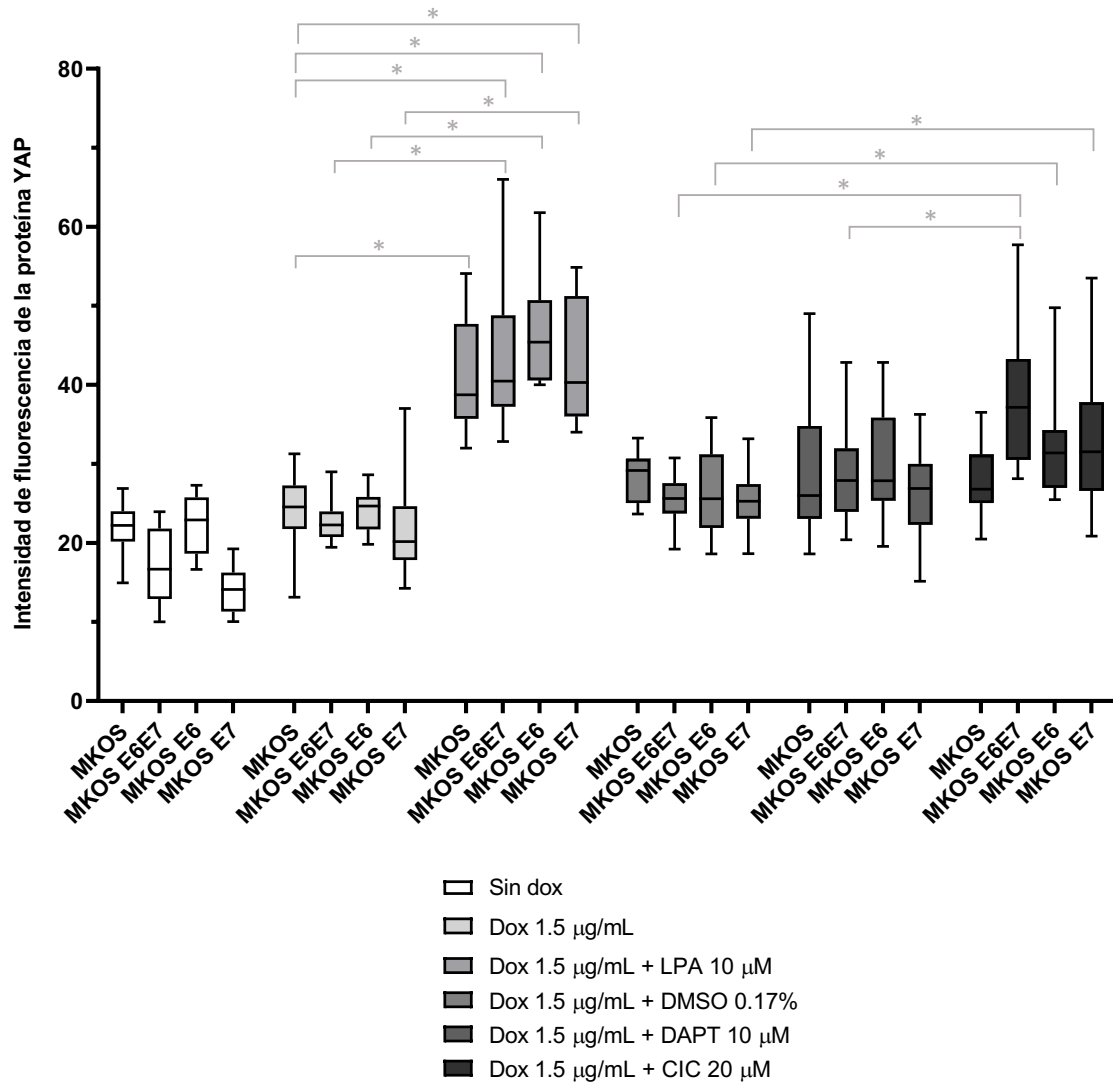 *
*
*
*
*
*
*
*
*
*
*
Intensidad de fluorescencia de la proteína YAP
80
60
40
20
0
MKOS
MKOS E6E7
MKOS E6
MKOS E7
MKOS
MKOS E6E7
MKOS E6
MKOS E7
MKOS
MKOS E6E7
MKOS E6
MKOS E7
MKOS
MKOS E6E7
MKOS E6
MKOS E7
MKOS
MKOS E6E7
MKOS E6
MKOS E7
MKOS
MKOS E6E7
MKOS E6
MKOS E7
Sin dox
Dox 1.5 μg/mL
Dox 1.5 μg/mL + LPA 10 μM
Dox 1.5 μg/mL + DMSO 0.17%
Dox 1.5 μg/mL + DAPT 10 μM
Dox 1.5 μg/mL + CIC 20 μM